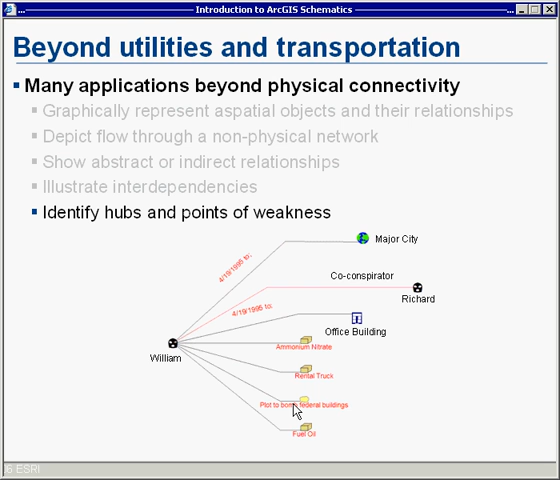 Introduction to ArcGIS Schematics
Beyond utilities and transportation
Many applications beyond physical connectivity
Graphically represent aspatial objects and their relationships
Depict flow through a non-physical network
Show abstract or indirect relationships
Illustrate interdependencies
Identify hubs and points of weakness
Major City
4/19/1995 to;
Co-conspirator
Richard
4/19/1995 to;
Office Building
Ammonium Nitrate
William
Rental Truck
Plot to bomb federal buildings
Fuel Oil
ESRI